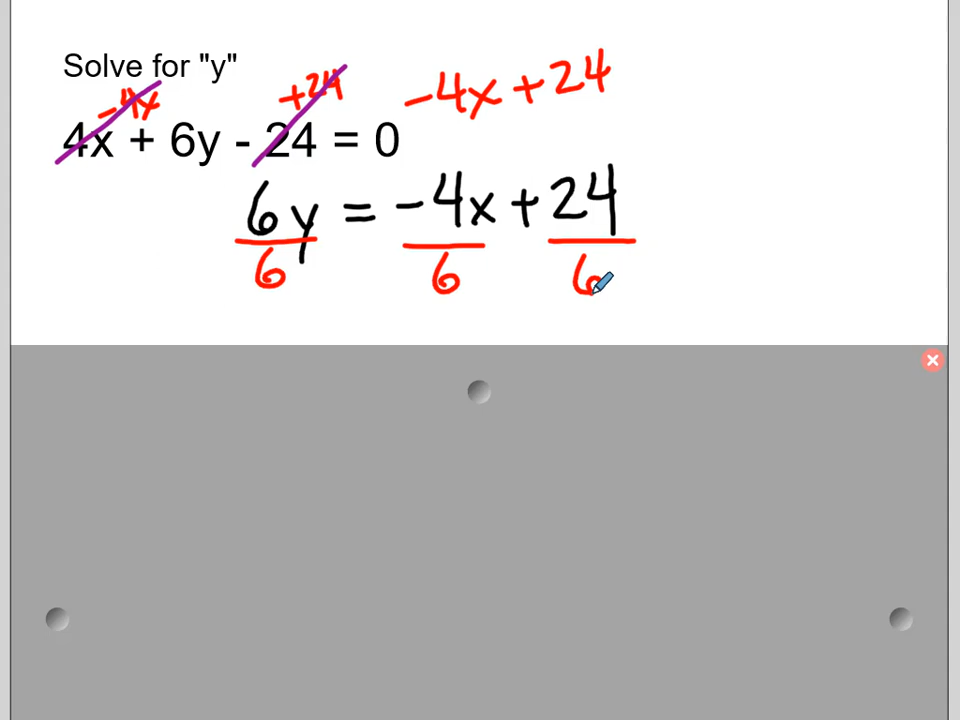 Solve for "y"
-4x +24 -4x + 24
4x + 6y - 24 = 0
6y = -4x + 24
6 6 6